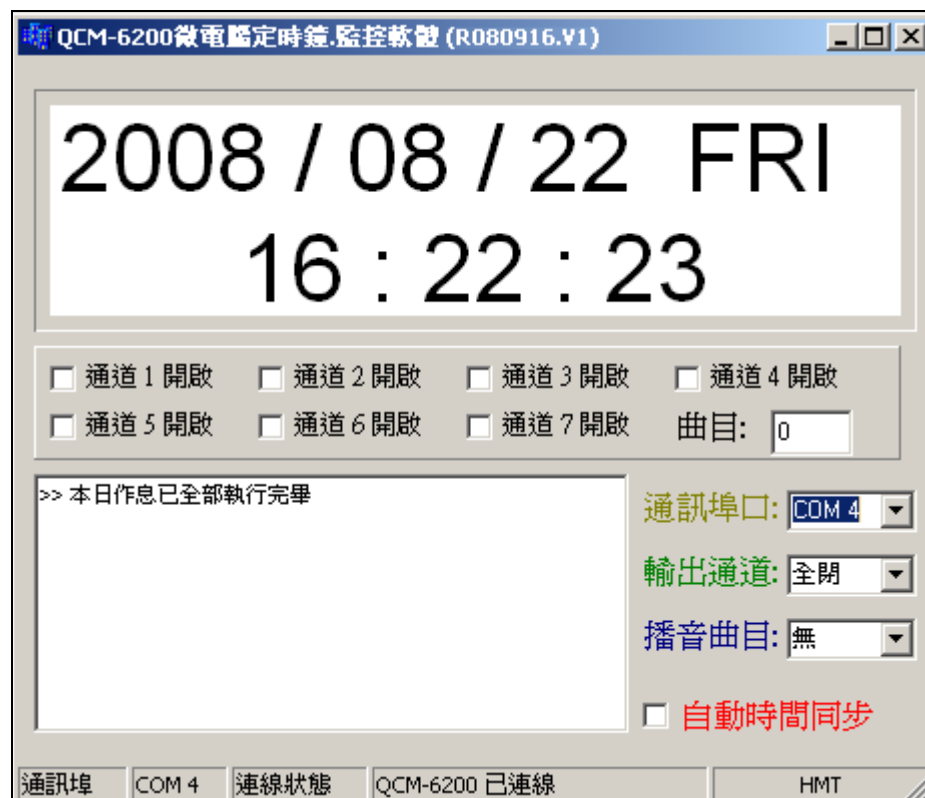 QCM-6200微電腦定時鐘.監控軟體 (R080916.V1)
2008 / 08 / 22 FRI
16 : 22 : 23
通道 1 開啟 通道 2 開啟 通道 3 開啟 通道 4 開啟
通道 5 開啟 通道 6 開啟 通道 7 開啟 曲目: 0
>> 本日作息已全部執行完畢
通訊埠口: COM 4
輸出通道: 全閉
播音曲目: 無
自動時間同步
通訊埠 COM 4 連線狀態 QCM-6200 已連線 HMT